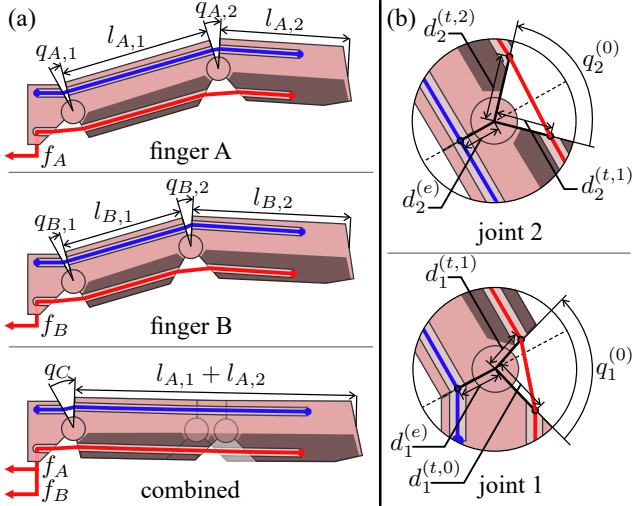 (a)
q_{A,1}
l_{A,1}
q_{A,2}
l_{A,2}
f_A
finger A
q_{B,1}
l_{B,1}
q_{B,2}
l_{B,2}
f_B
finger B
q_C
l_{A,1} + l_{A,2}
f_A
f_B
combined
(b)
d_2^{(t,2)}
q_2^{(0)}
d_2^{(e)}
d_2^{(t,1)}
joint 2
d_1^{(t,1)}
q_1^{(0)}
d_1^{(e)}
d_1^{(t,0)}
joint 1